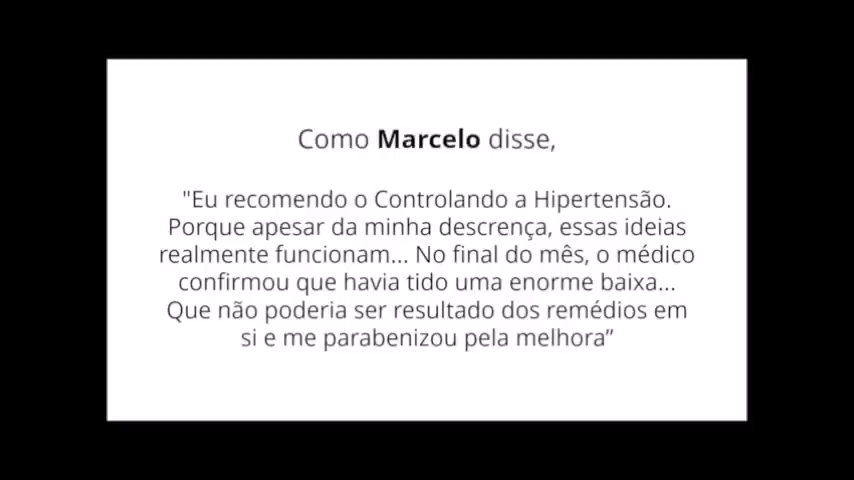 Como Marcelo disse,
"Eu recomendo o Controlando a Hipertensão.
Porque apesar da minha descrença, essas ideias
realmente funcionam... No final do mês, o médico
confirmou que havia tido uma enorme baixa...
Que não poderia ser resultado dos remédios em
si e me parabenizou pela melhora”